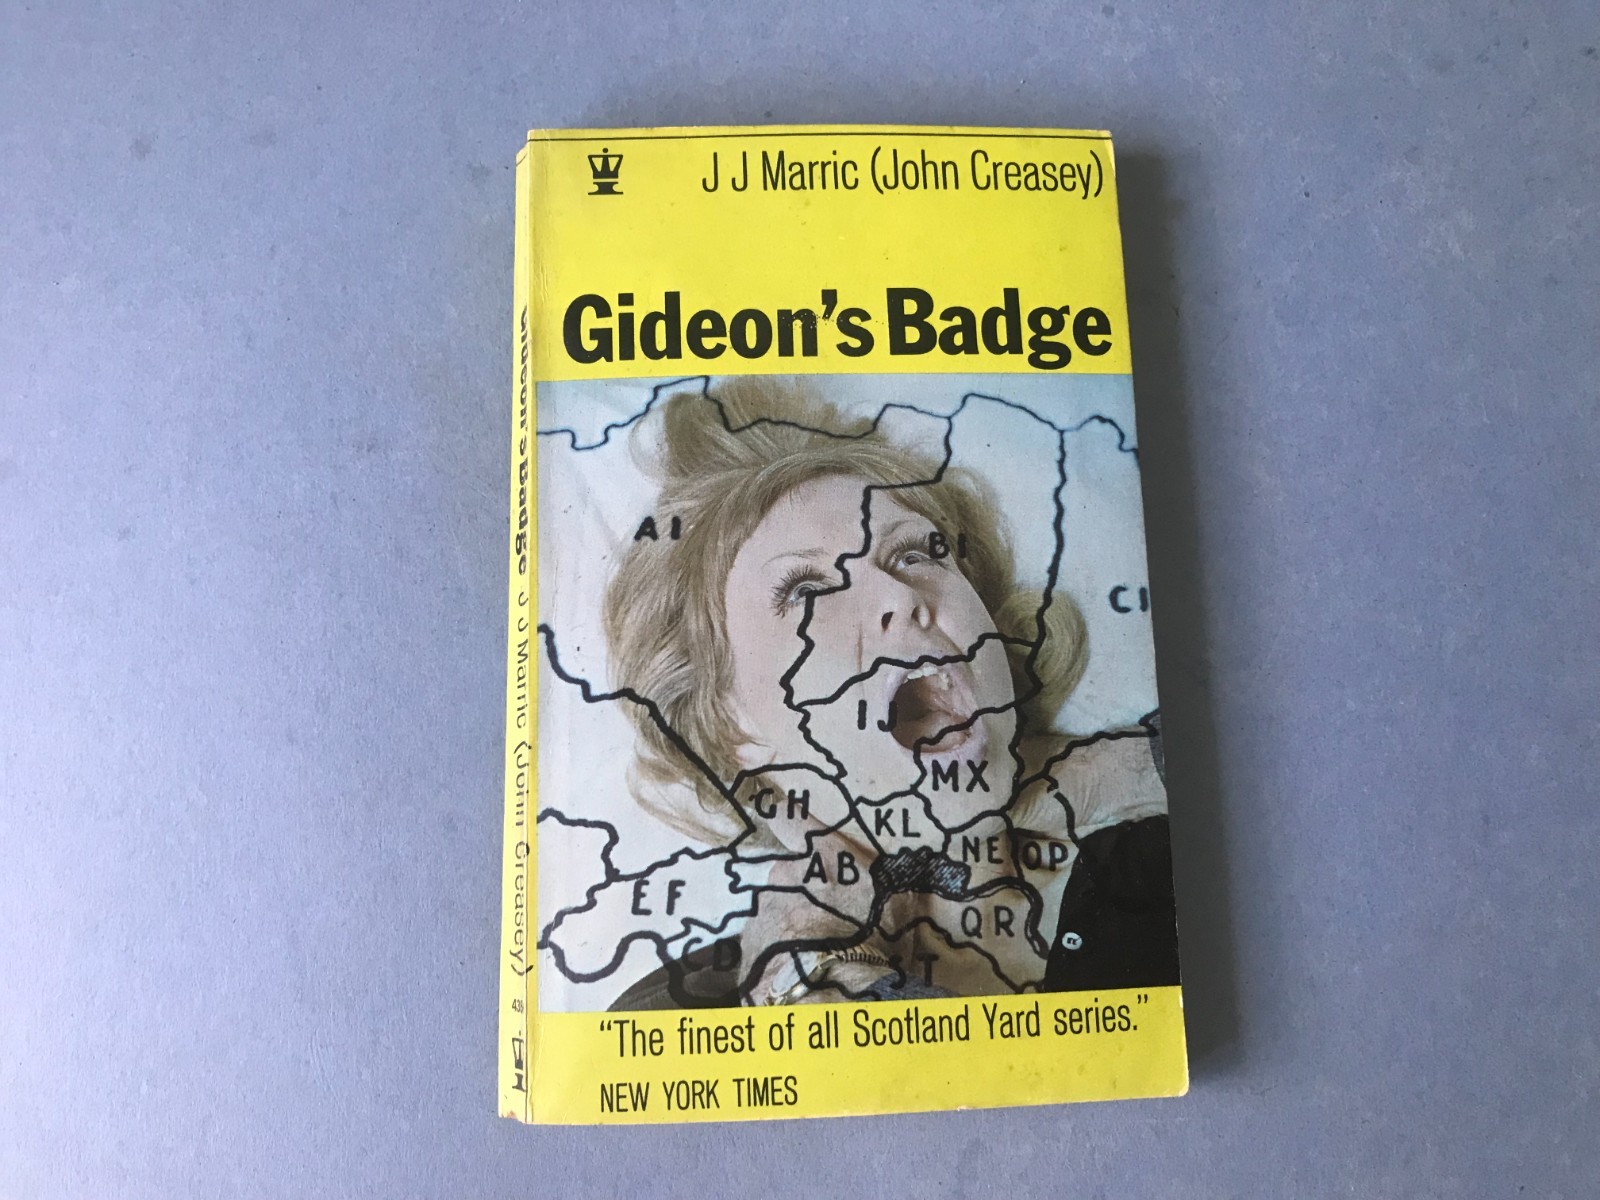 J J Marric (John Creasey)
Gideon's Badge
AI
BI
CI
IJ
MX
GH
KL
NE
OP
AB
EF
QR
CD
ST
“The finest of all Scotland Yard series.”
NEW YORK TIMES
Gideon's Badge J J Marric (John Creasey)